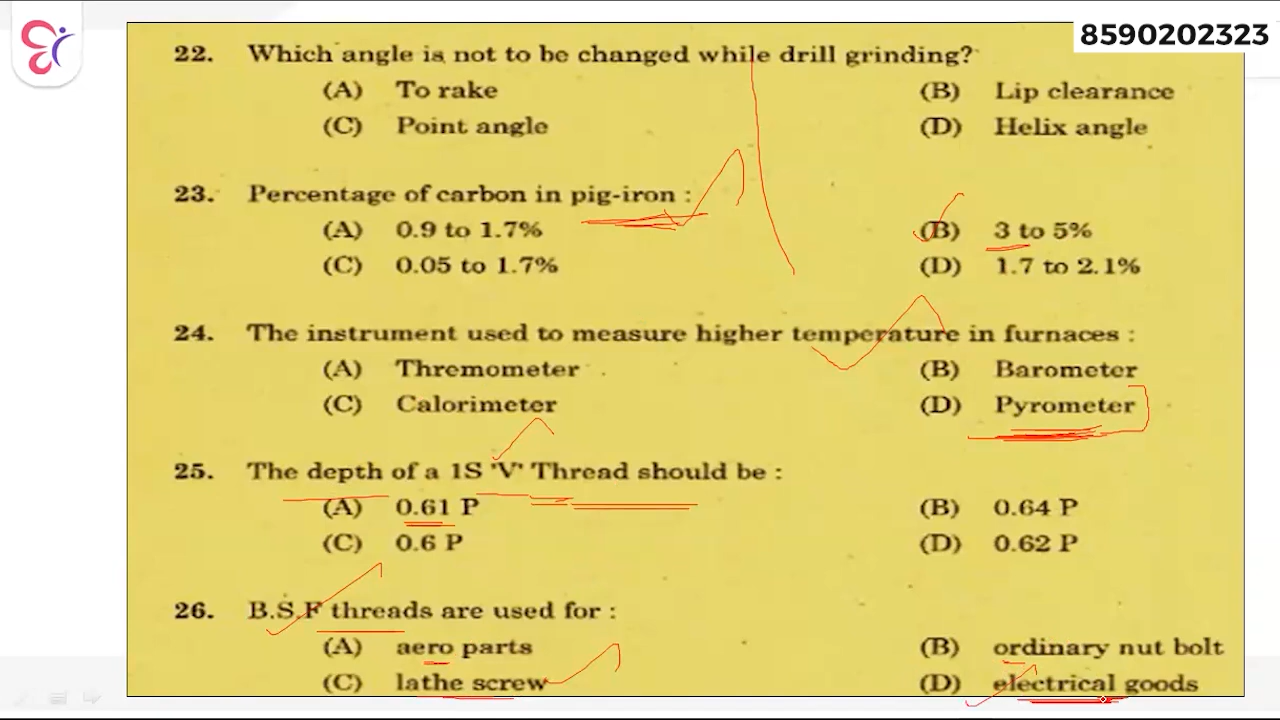 8590202323
22. Which angle is not to be changed while drill grinding?
(A) To rake (B) Lip clearance
(C) Point angle (D) Helix angle
23. Percentage of carbon in pig-iron :
(A) 0.9 to 1.7% (B) 3 to 5%
(C) 0.05 to 1.7% (D) 1.7 to 2.1%
24. The instrument used to measure higher temperature in furnaces :
(A) Thremometer (B) Barometer
(C) Calorimeter (D) Pyrometer
25. The depth of a 1S 'V' Thread should be :
(A) 0.61 P (B) 0.64 P
(C) 0.6 P (D) 0.62 P
26. B.S.F threads are used for :
(A) aero parts (B) ordinary nut bolt
(C) lathe screw (D) electrical goods